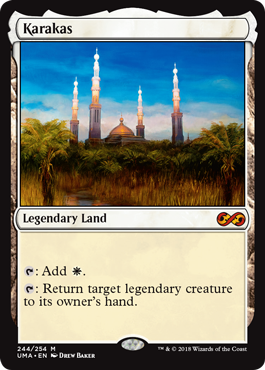 Karakas
Legendary Land
: Add .
: Return target legendary creature
to its owner's hand.
244/254 M
UMA • EN Drew Baker
™ & © 2018 Wizards of the Coast